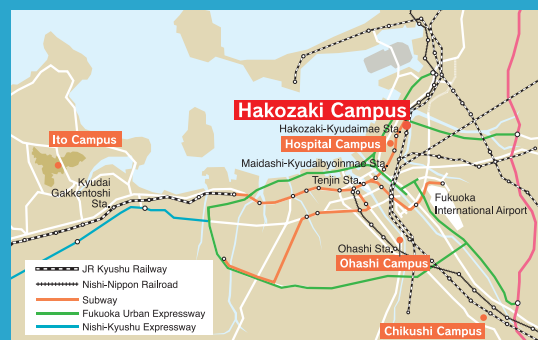 Hakozaki Campus
Hakozaki-Kyudaimae Sta.
Ito Campus
Hospital Campus
Maidashi-Kyudaibyoinmae Sta.
Kyudai
Gakkentoshi
Sta.
Tenjin Sta.
Fukuoka
International Airport
Ohashi Sta.
Ohashi Campus
JR Kyushu Railway
Nishi-Nippon Railroad
Subway
Fukuoka Urban Expressway
Nishi-Kyushu Expressway
Chikushi Campus